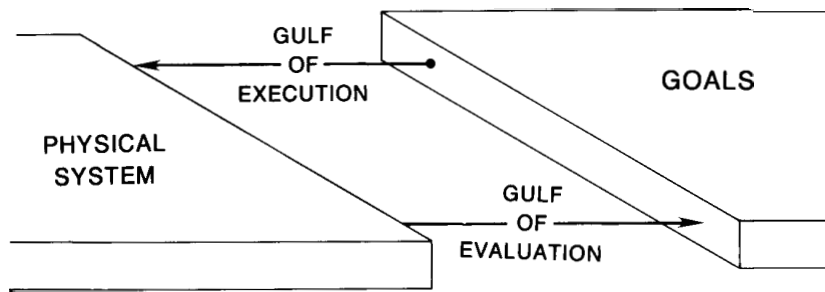 GULF
OF
EXECUTION
GOALS
PHYSICAL
SYSTEM
GULF
OF
EVALUATION